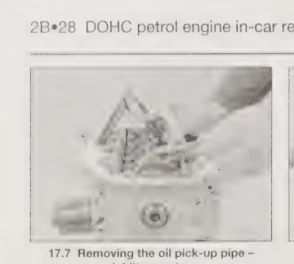 2B•28 DOHC petrol engine in-car re
17.7 Removing the oil pick-up pipe –